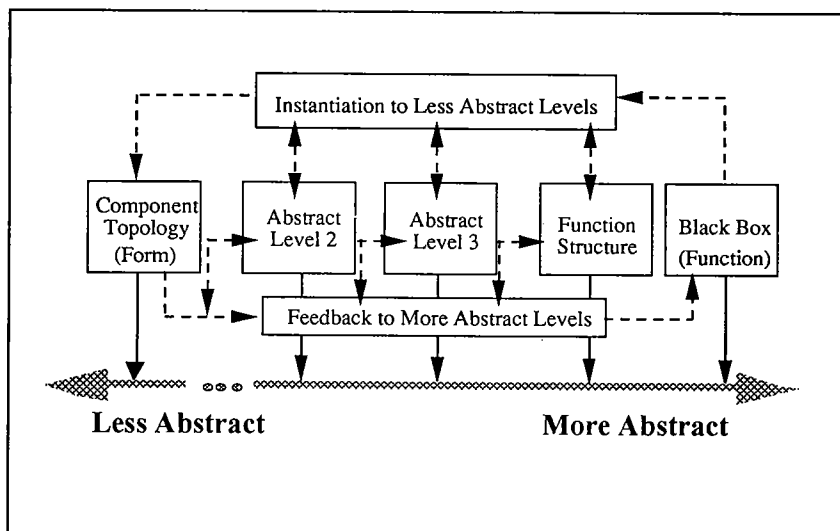 Instantiation to Less Abstract Levels
Component
Topology
(Form)
Abstract
Level 2
Abstract
Level 3
Function
Structure
Black Box
(Function)
Feedback to More Abstract Levels
Less Abstract
More Abstract